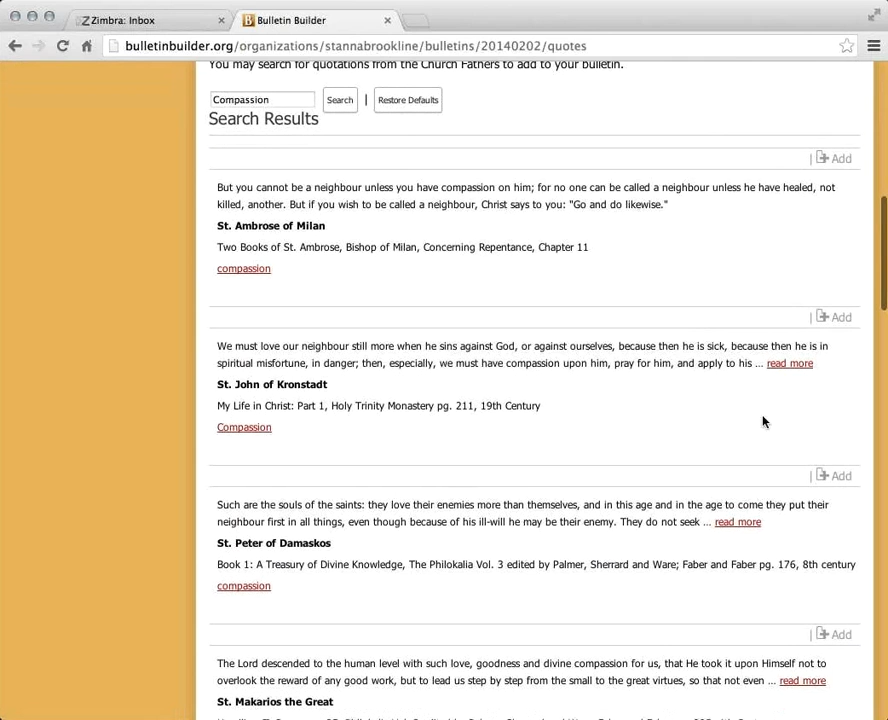 Zimbra: Inbox
Bulletin Builder
bulletinbuilder.org/organizations/stannabrookline/bulletins/20140202/quotes
You may search for quotations from the Church Fathers to add to your bulletin.
Compassion Search | Restore Defaults
Search Results
| Add
But you cannot be a neighbour unless you have compassion on him; for no one can be called a neighbour unless he have healed, not
killed, another. But if you wish to be called a neighbour, Christ says to you: "Go and do likewise."
St. Ambrose of Milan
Two Books of St. Ambrose, Bishop of Milan, Concerning Repentance, Chapter 11
compassion
| Add
We must love our neighbour still more when he sins against God, or against ourselves, because then he is sick, because then he is in
spiritual misfortune, in danger; then, especially, we must have compassion upon him, pray for him, and apply to his ... read more
St. John of Kronstadt
My Life in Christ: Part 1, Holy Trinity Monastery pg. 211, 19th Century
Compassion
| Add
Such are the souls of the saints: they love their enemies more than themselves, and in this age and in the age to come they put their
neighbour first in all things, even though because of his ill-will he may be their enemy. They do not seek ... read more
St. Peter of Damaskos
Book 1: A Treasury of Divine Knowledge, The Philokalia Vol. 3 edited by Palmer, Sherrard and Ware; Faber and Faber pg. 176, 8th century
compassion
| Add
The Lord descended to the human level with such love, goodness and divine compassion for us, that He took it upon Himself not to
overlook the reward of any good work, but to lead us step by step from the small to the great virtues, so that not even ... read more
St. Makarios the Great